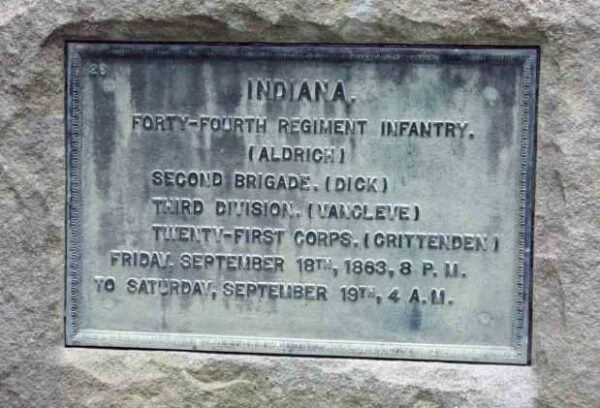 INDIANA.
FORTY-FOURTH REGIMENT INFANTRY.
(ALDRICH)
SECOND BRIGADE. (DICK)
THIRD DIVISION. (VANCLEVE)
TWENTY-FIRST CORPS. (CRITTENDEN)
FRIDAY, SEPTEMBER 18TH, 1863, 8 P. M.
TO SATURDAY, SEPTEMBER 19TH, 4 A.M.